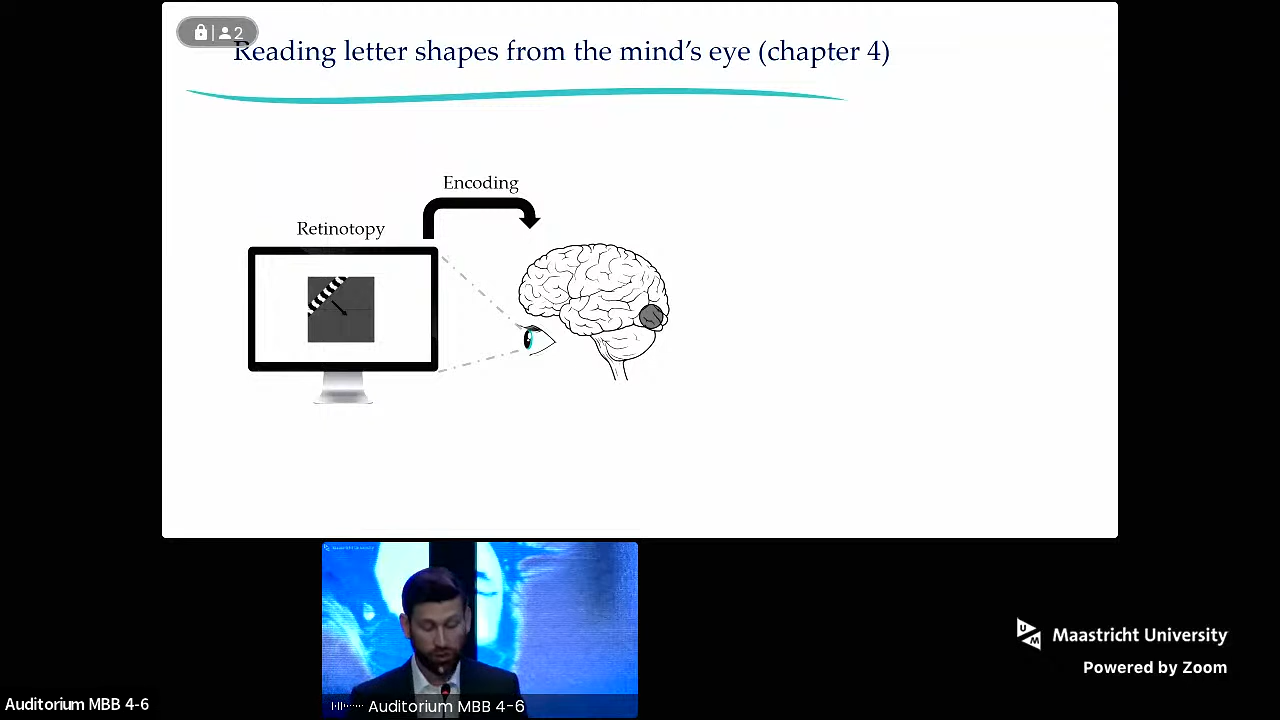 2
Reading letter shapes from the mind’s eye (chapter 4)
Encoding
Retinotopy
Maastricht University
Powered by Zoom
Auditorium MBB 4-6
Auditorium MBB 4-6